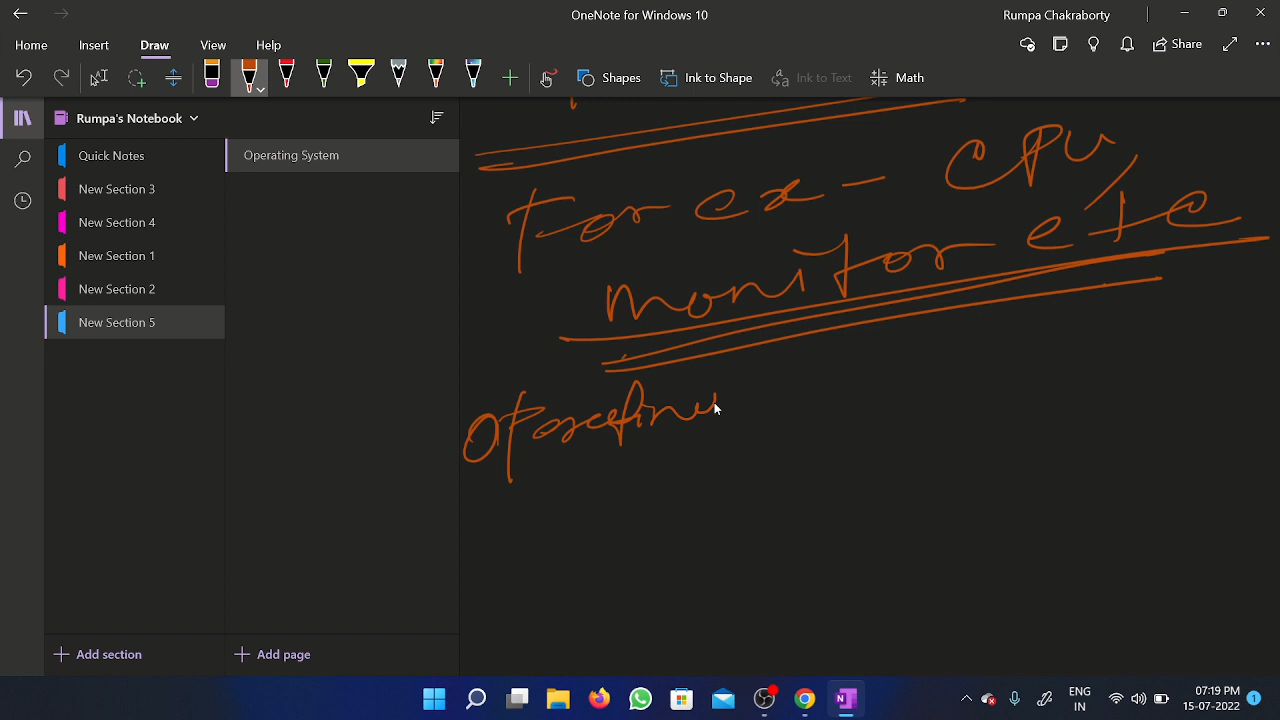 OneNote for Windows 10
Rumpa Chakraborty
Home Insert Draw View Help
Share
Shapes Ink to Shape Ink to Text Math
Rumpa's Notebook
Quick Notes
New Section 3
New Section 4
New Section 1
New Section 2
New Section 5
Operating System
For ex - CPU,
monitor etc
Add section
Add page
ENG
IN
07:19 PM
15-07-2022
1